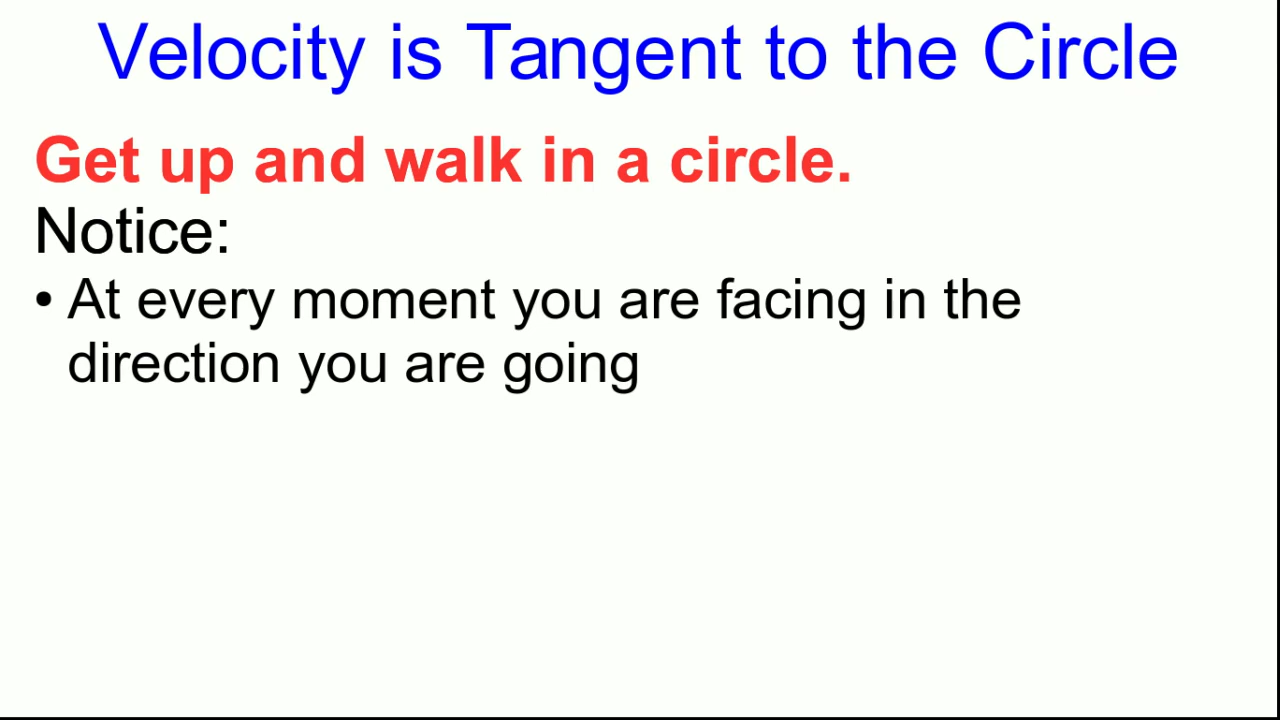 Velocity is Tangent to the Circle
Get up and walk in a circle.
Notice:
• At every moment you are facing in the
direction you are going